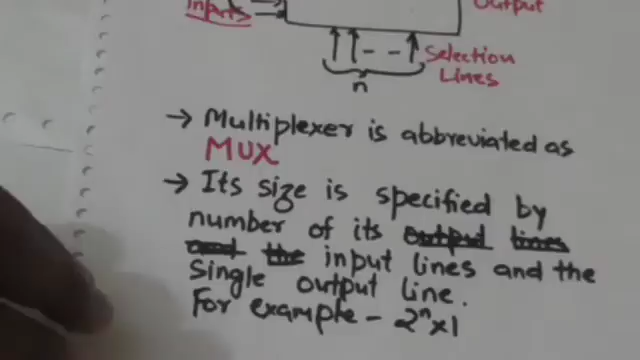 Inputs
Output
Selection
Lines
n
→ Multiplexer is abbreviated as
MUX
→ Its size is specified by
number of its output lines
and the input lines and the
single output line.
For example - 2ⁿx1